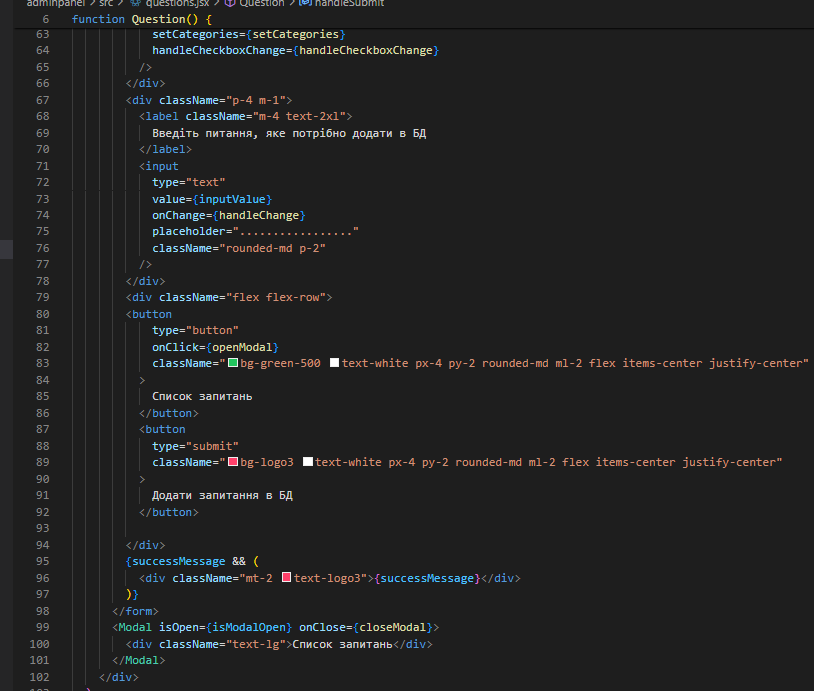 adminpanel > src > questions.jsx > Question > handleSubmit
6 function Question() {
63 setCategories={setCategories}
64 handleCheckboxChange={handleCheckboxChange}
65 />
66 </div>
67 <div className="p-4 m-1">
68 <label className="m-4 text-2xl">
69 Введіть питання, яке потрібно додати в БД
70 </label>
71 <input
72 type="text"
73 value={inputValue}
74 onChange={handleChange}
75 placeholder="................."
76 className="rounded-md p-2"
77 />
78 </div>
79 <div className="flex flex-row">
80 <button
81 type="button"
82 onClick={openModal}
83 className="bg-green-500 text-white px-4 py-2 rounded-md ml-2 flex items-center justify-center"
84 >
85 Список запитань
86 </button>
87 <button
88 type="submit"
89 className="bg-logo3 text-white px-4 py-2 rounded-md ml-2 flex items-center justify-center"
90 >
91 Додати запитання в БД
92 </button>
93
94 </div>
95 {successMessage && (
96 <div className="mt-2 text-logo3">{successMessage}</div>
97 )}
98 </form>
99 <Modal isOpen={isModalOpen} onClose={closeModal}>
100 <div className="text-lg">Список запитань</div>
101 </Modal>
102 </div>